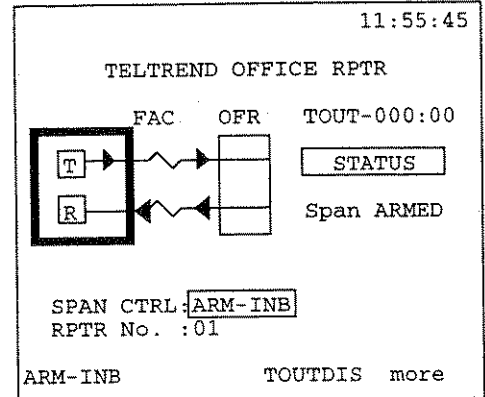 11:55:45
TELTREND OFFICE RPTR
FAC OFR TOUT-000:00
T STATUS
R Span ARMED
SPAN CTRL:ARM-INB
RPTR No. :01
ARM-INB TOUTDIS more